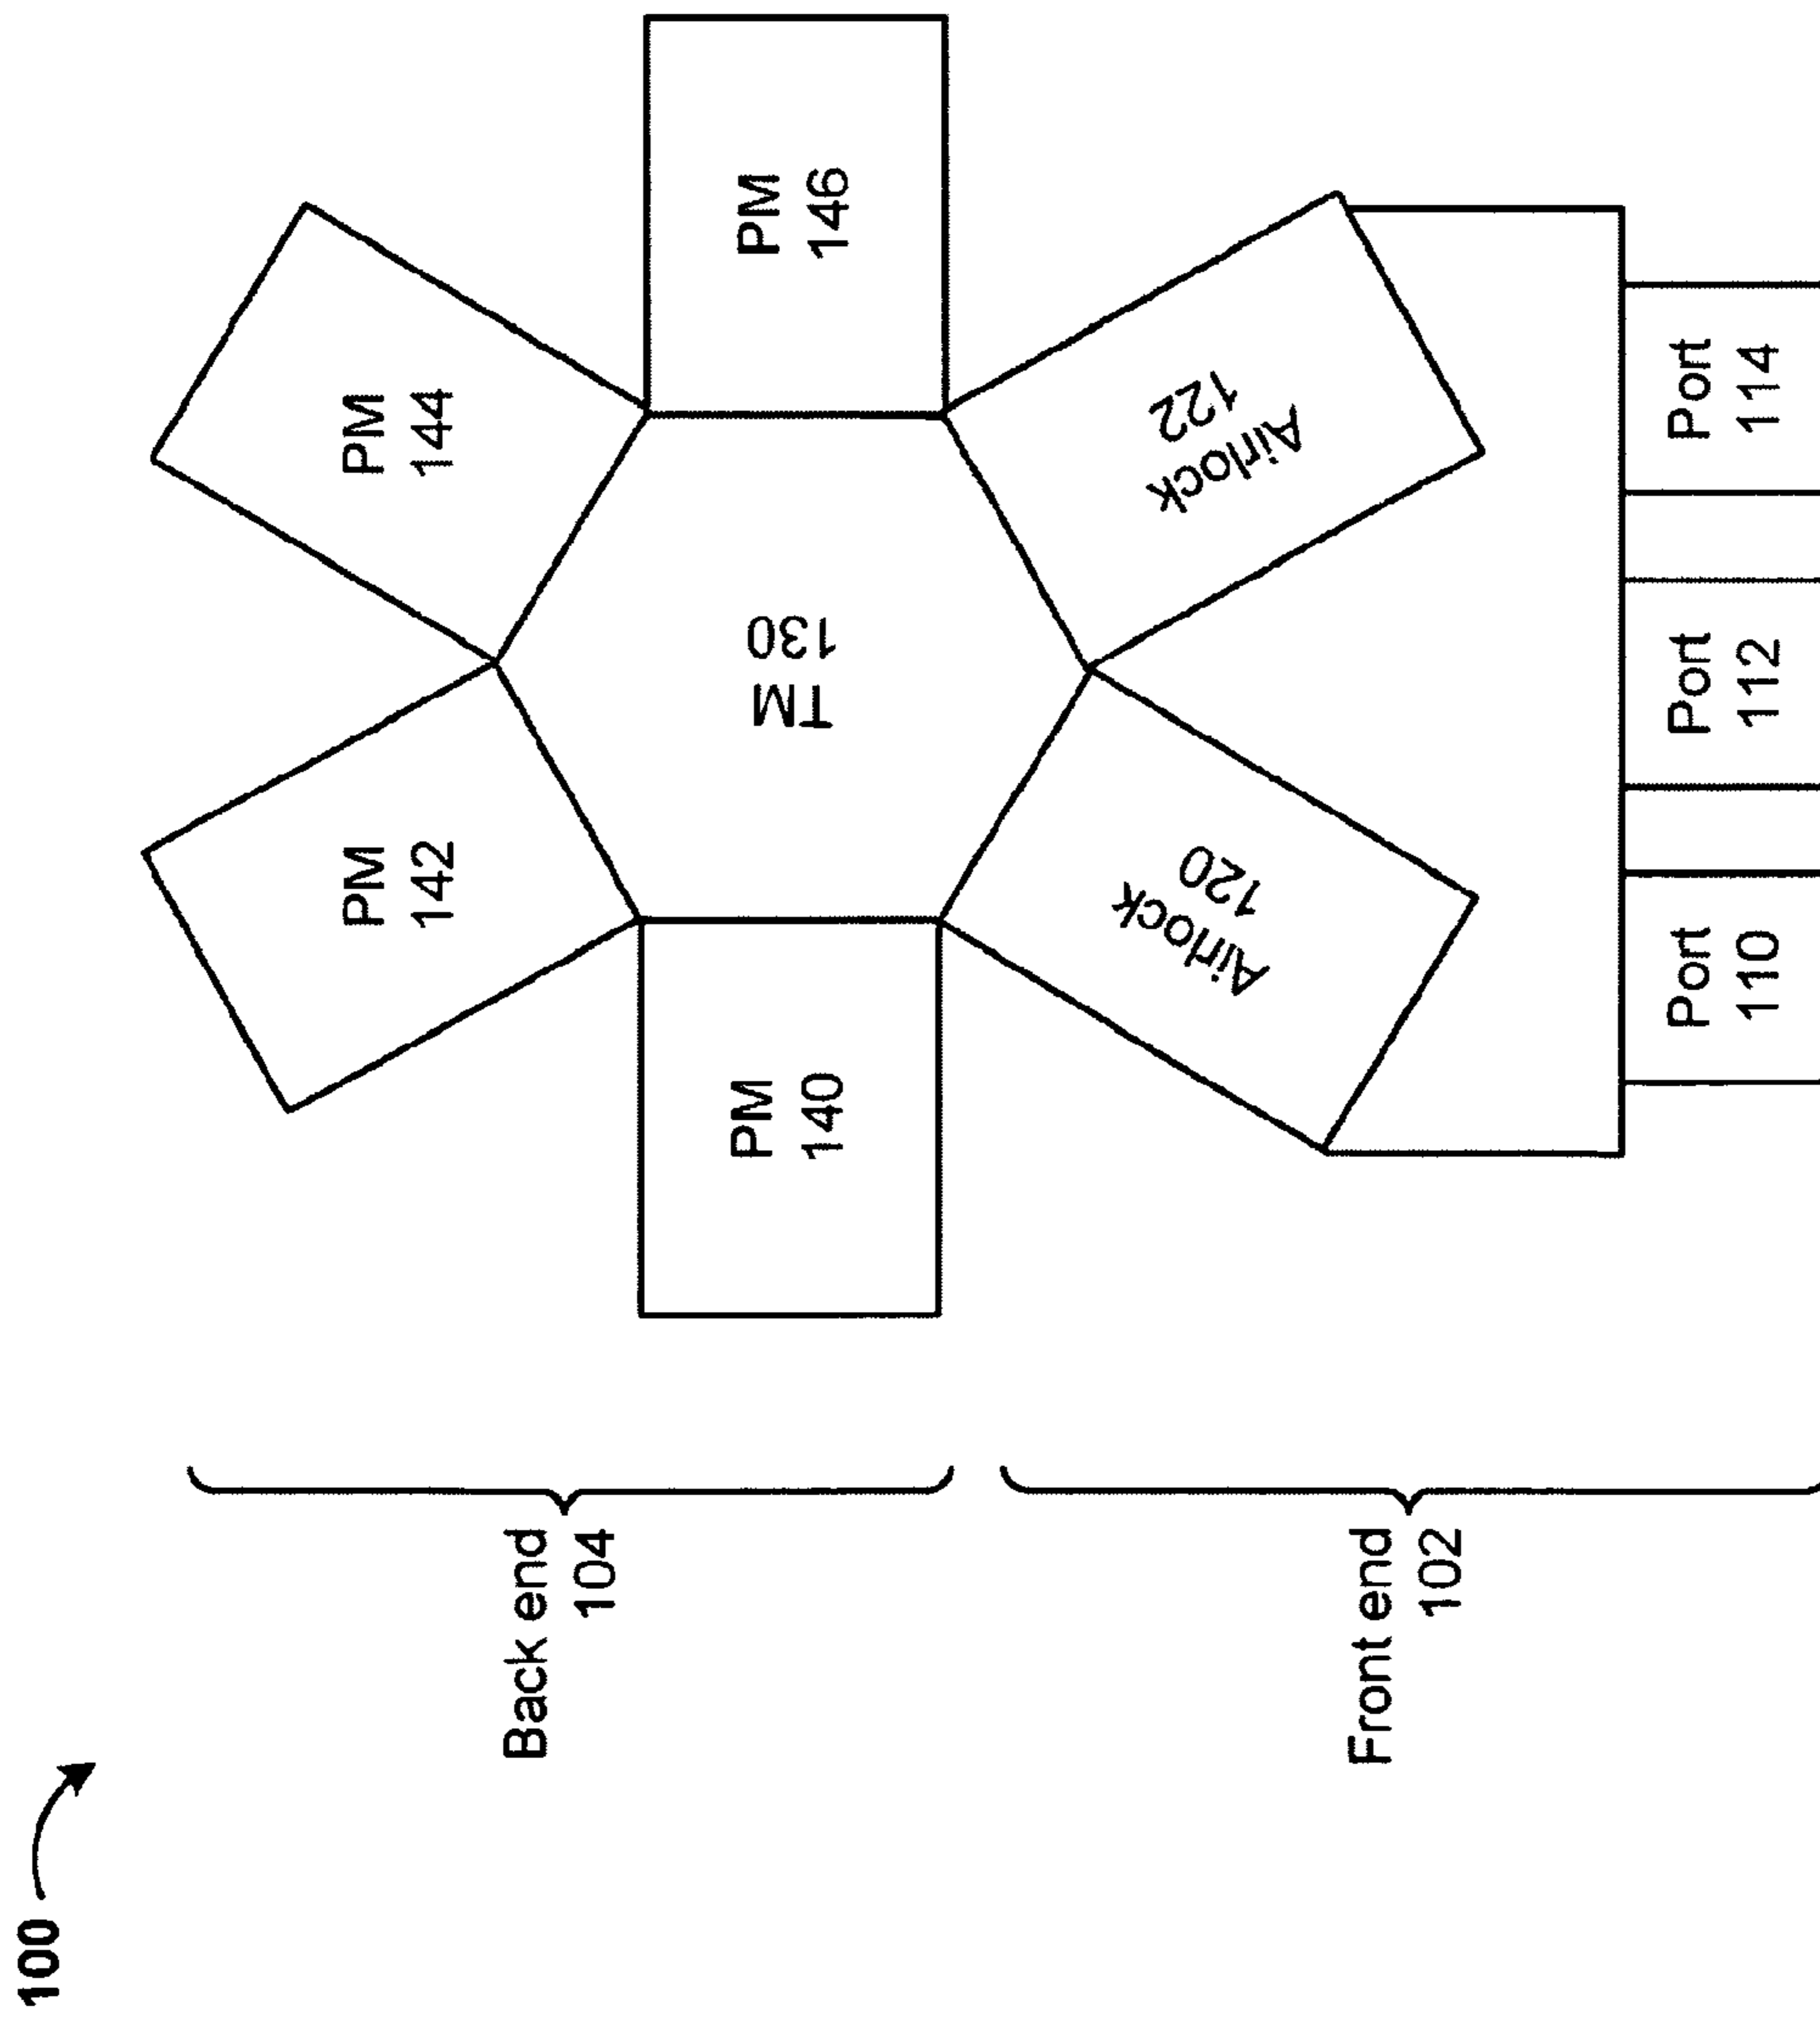 100
Back end
104
Front end
102
PM
140
PM
142
PM
144
PM
146
TM
130
Airlock
120
Airlock
122
Port
110
Port
112
Port
114